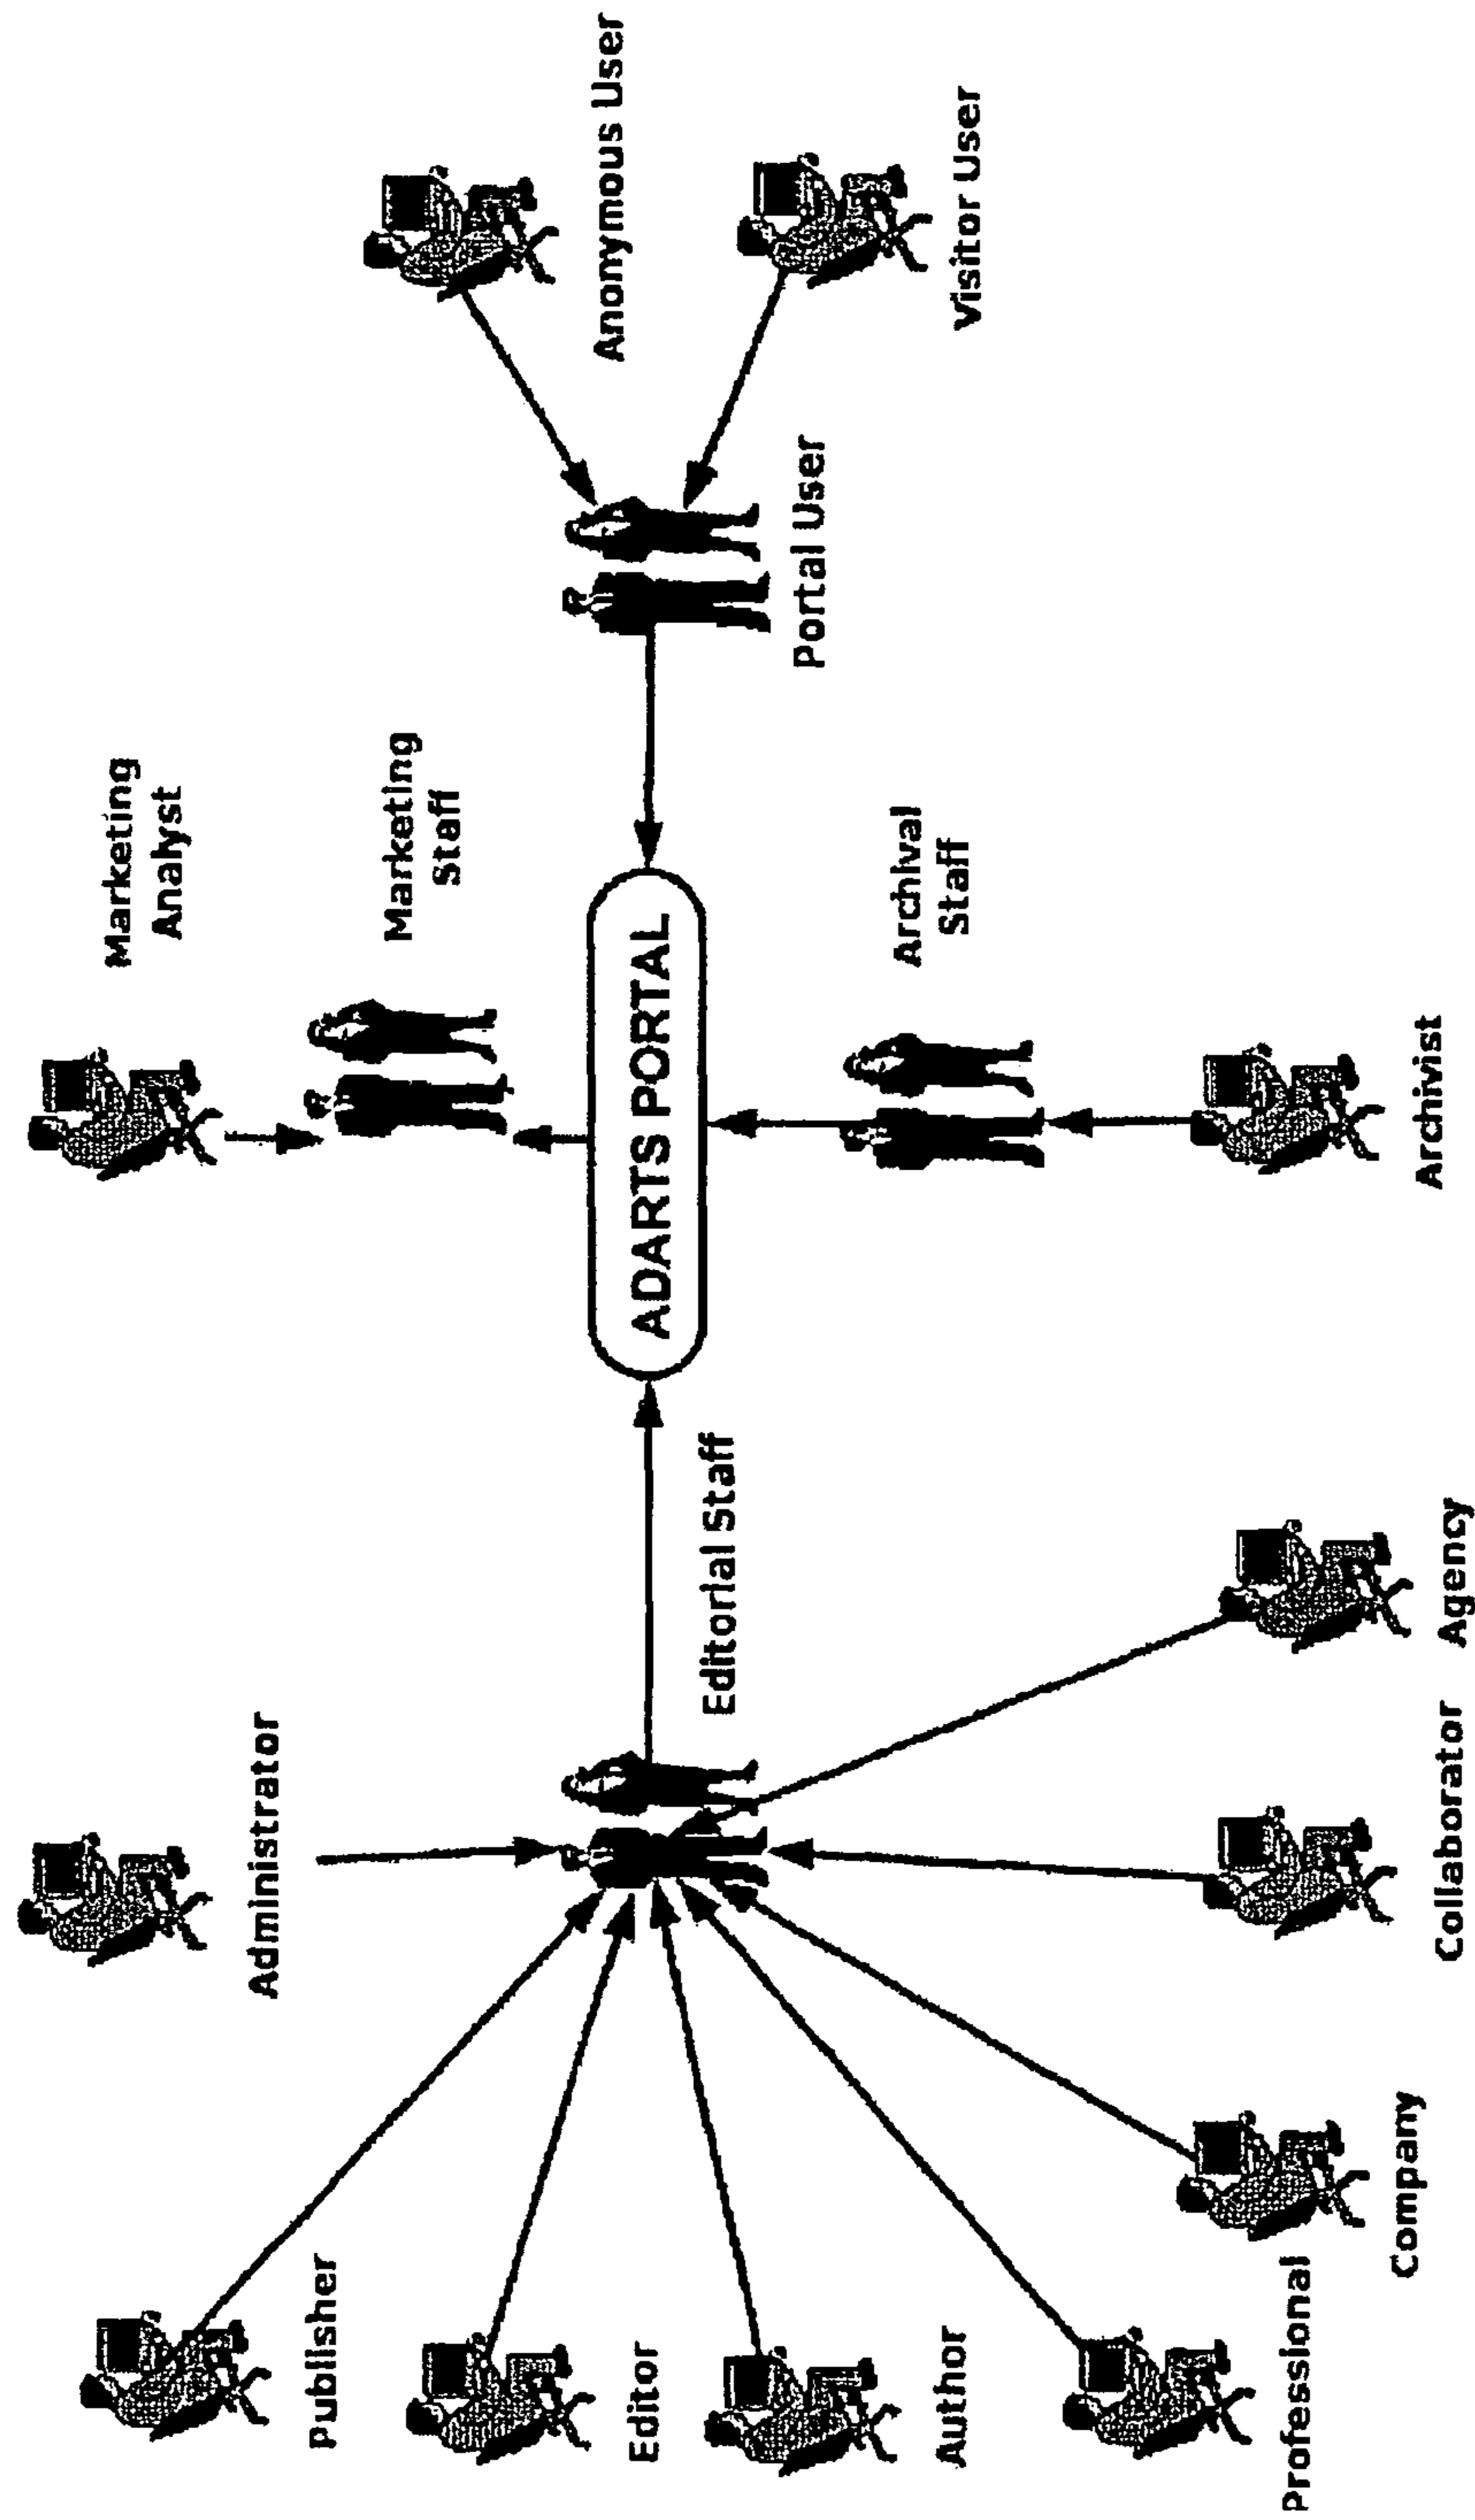 Administrator
Marketing
Analyst
Publisher
Marketing
Staff
Anonymous User
Editor
ADARTS PORTAL
Editorial Staff
Portal User
Author
Archival
Staff
Visitor User
Professional
Company
Collaborator
Agency
Archivist